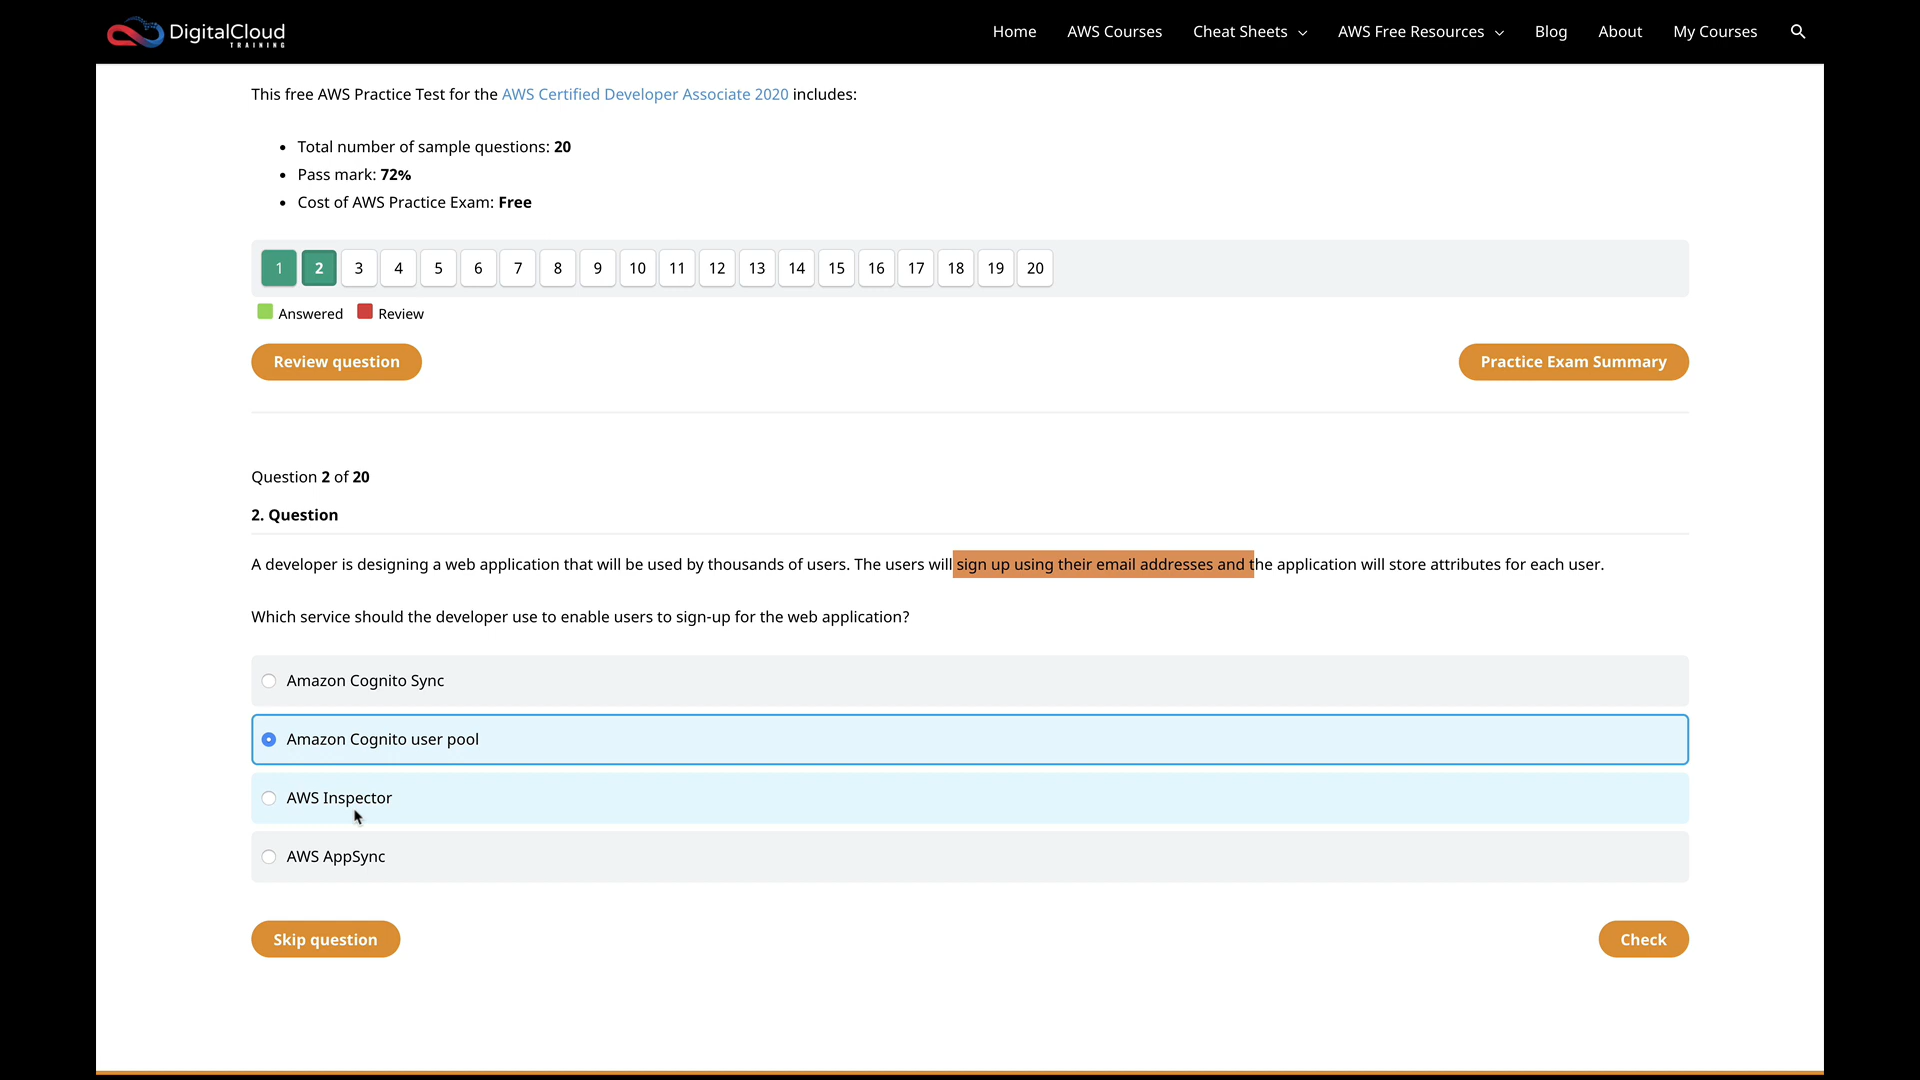 DigitalCloud
TRAINING
Home AWS Courses Cheat Sheets AWS Free Resources Blog About My Courses
This free AWS Practice Test for the AWS Certified Developer Associate 2020 includes:
• Total number of sample questions: 20
• Pass mark: 72%
• Cost of AWS Practice Exam: Free
1 2 3 4 5 6 7 8 9 10 11 12 13 14 15 16 17 18 19 20
Answered Review
Review question Practice Exam Summary
Question 2 of 20
2. Question
A developer is designing a web application that will be used by thousands of users. The users will sign up using their email addresses and the application will store attributes for each user.
Which service should the developer use to enable users to sign-up for the web application?
Amazon Cognito Sync
Amazon Cognito user pool
AWS Inspector
AWS AppSync
Skip question Check